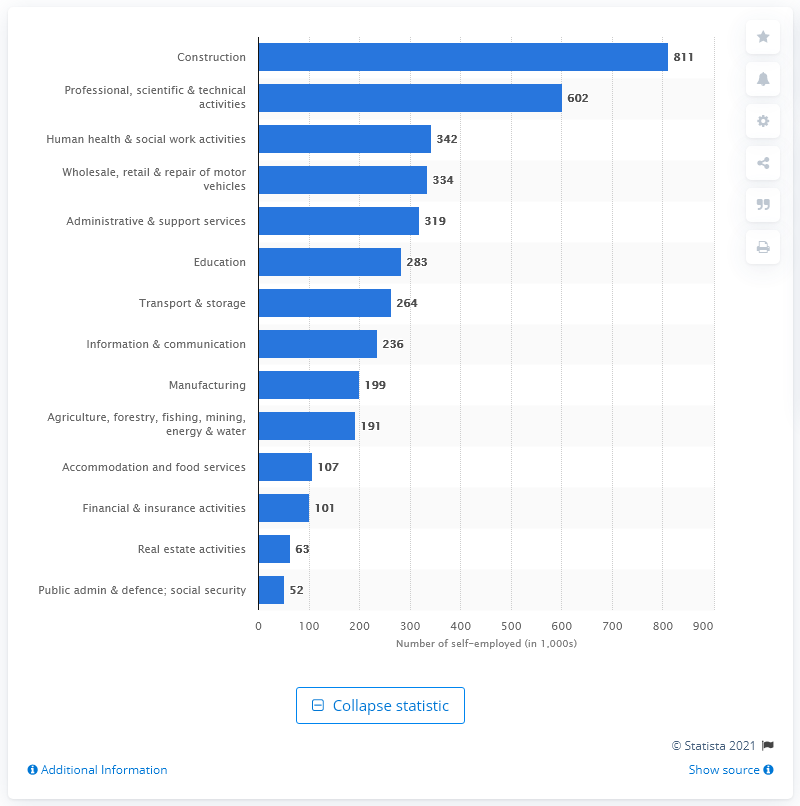 Construction 811
Professional, scientific & technical
activities 602
Human health & social work activities 342
Wholesale, retail & repair of motor
vehicles 334
Administrative & support services 319
Education 283
Transport & storage 264
Information & communication 236
Manufacturing 199
Agriculture, forestry, fishing, mining,
energy & water 191
Accommodation and food services 107
Financial & insurance activities 101
Real estate activities 63
Public admin & defence; social security 52
0 100 200 300 400 500 600 700 800 900
Number of self-employed (in 1,000s)
Collapse statistic
© Statista 2021
Additional Information Show source